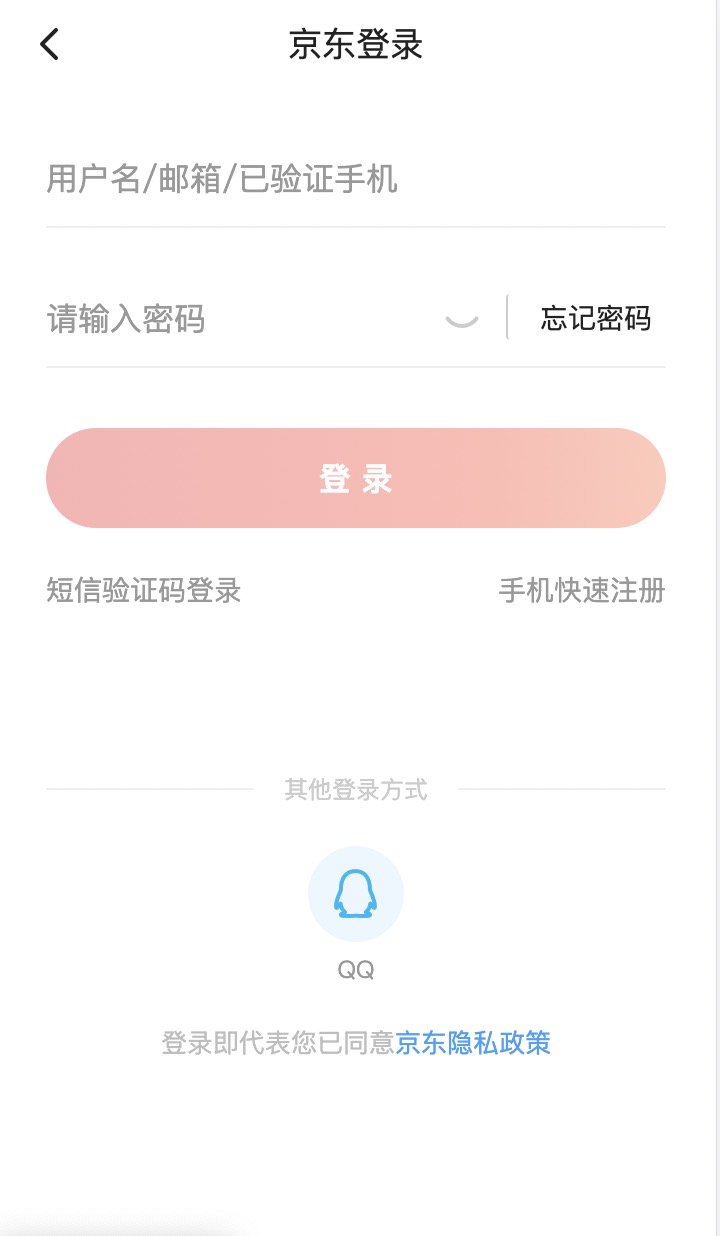 京东登录
用户名/邮箱/已验证手机
请输入密码 忘记密码
登录
短信验证码登录 手机快速注册
其他登录方式
QQ
登录即代表您已同意京东隐私政策